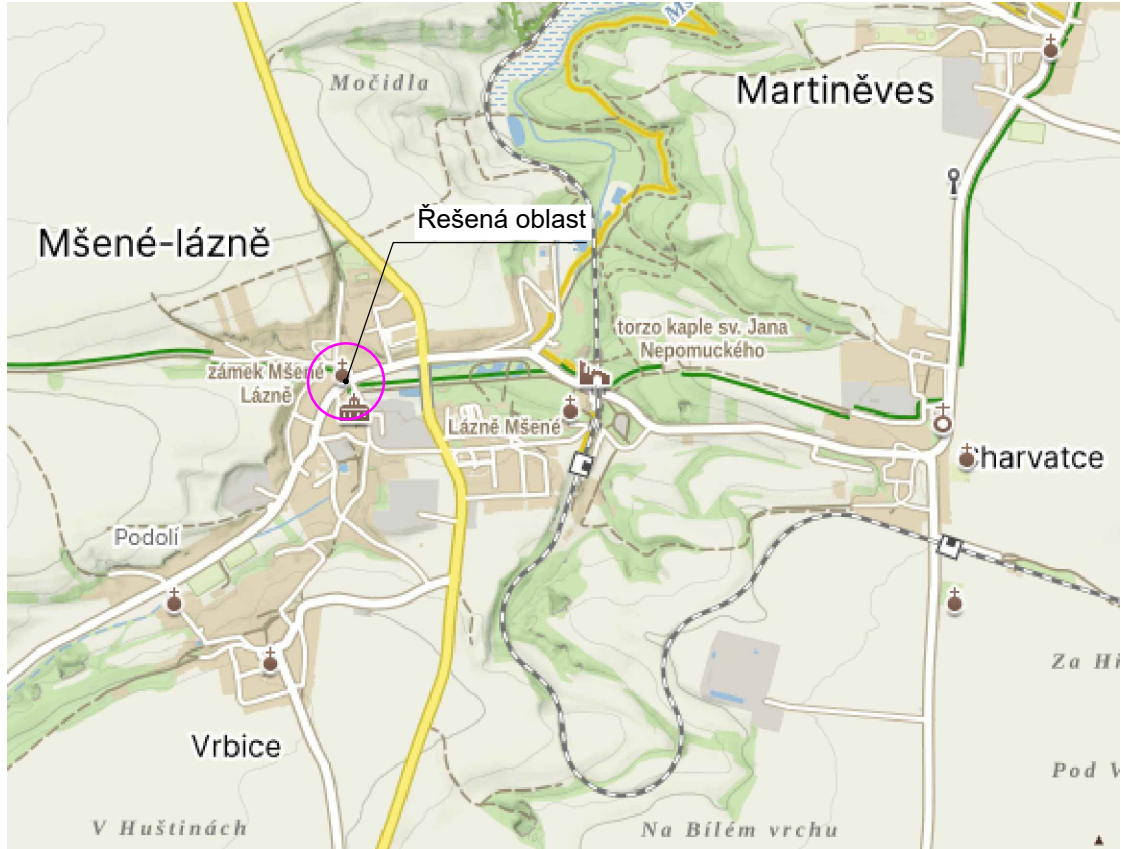 Močidla
Martiněves
Řešená oblast
Mšené-lázně
torzo kaple sv. Jana
Nepomuckého
zámek Mšené
Lázně
Lázně Mšené
Charvatce
Podolí
Za
Vrbice
Pod
V Huštinách
Na Bílém vrchu